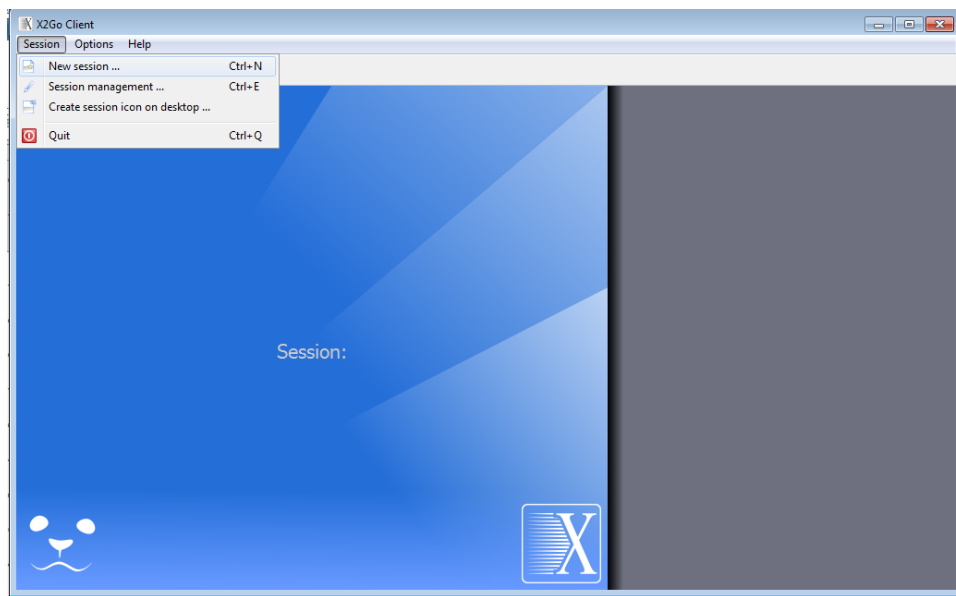 X2Go Client
Session Options Help
New session ... Ctrl+N
Session management ... Ctrl+E
Create session icon on desktop ...
Quit Ctrl+Q
Session:
X